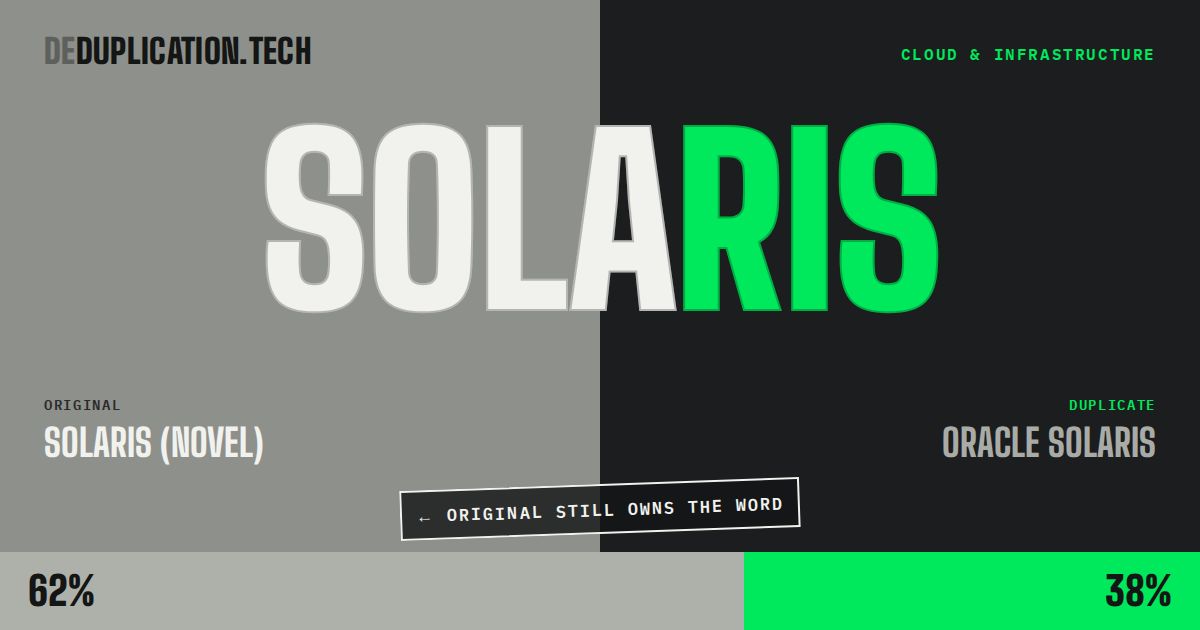 DEDUPLICATION.TECH
CLOUD & INFRASTRUCTURE
SOLARIS
ORIGINAL
SOLARIS (NOVEL)
DUPLICATE
ORACLE SOLARIS
← ORIGINAL STILL OWNS THE WORD
62%
38%